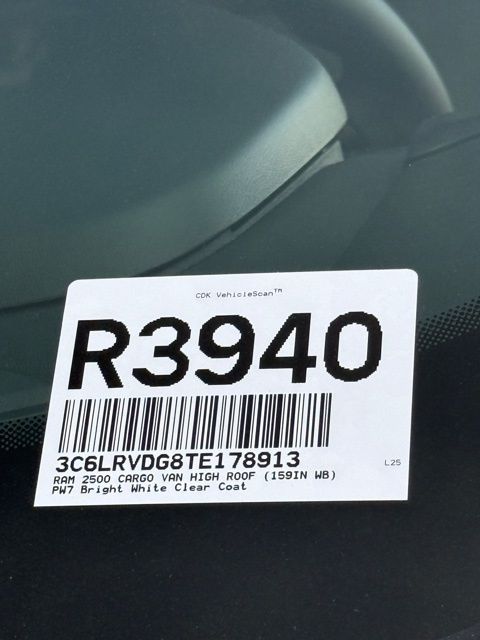 CDK VehicleScan™
R3940
3C6LRVDG8TE178913
L25
RAM 2500 CARGO VAN HIGH ROOF (159IN WB)
PW7 Bright White Clear Coat